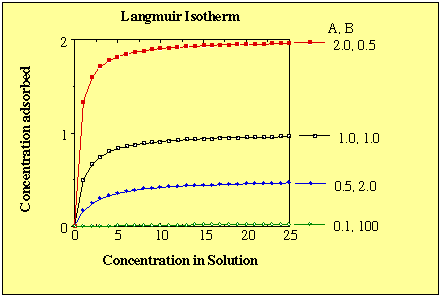 Langmuir Isotherm
A, B
2
2.0, 0.5
Concentration adsorbed
1
1.0, 1.0
0.5, 2.0
0
0.1, 100
0 5 10 15 20 25
Concentration in Solution